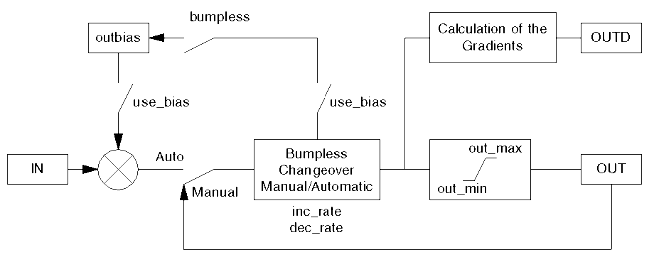 bumpless
outbias
Calculation of the
Gradients
OUTD
use_bias
use_bias
IN
Auto
Manual
Bumpless
Changeover
Manual/Automatic
inc_rate
dec_rate
out_max
out_min
OUT